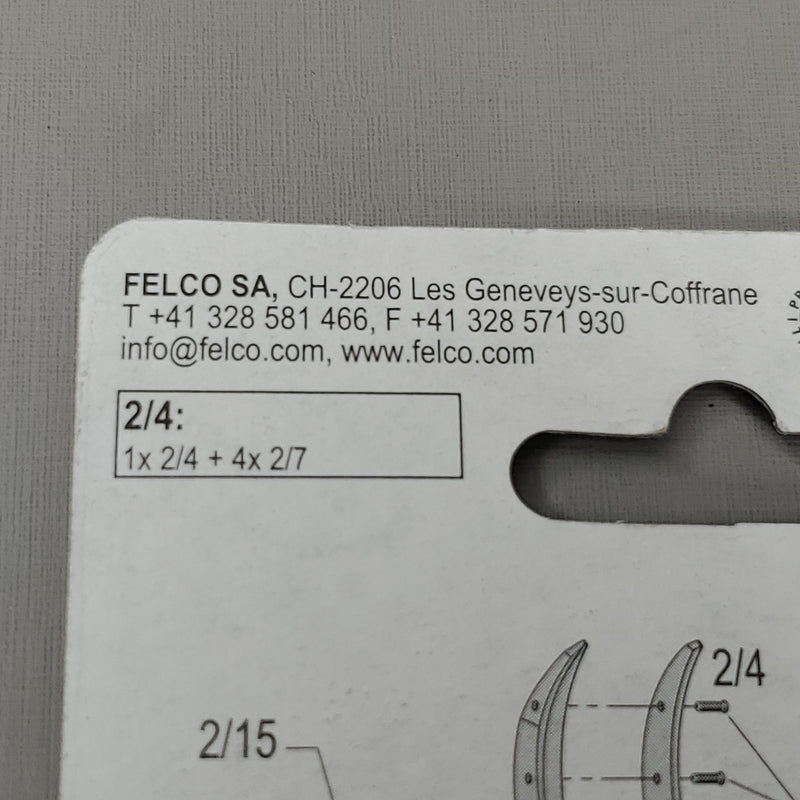 FELCO SA, CH-2206 Les Geneveys-sur-Coffrane
T +41 328 581 466, F +41 328 571 930
info@felco.com, www.felco.com
2/4:
1x 2/4 + 4x 2/7
2/4
2/15